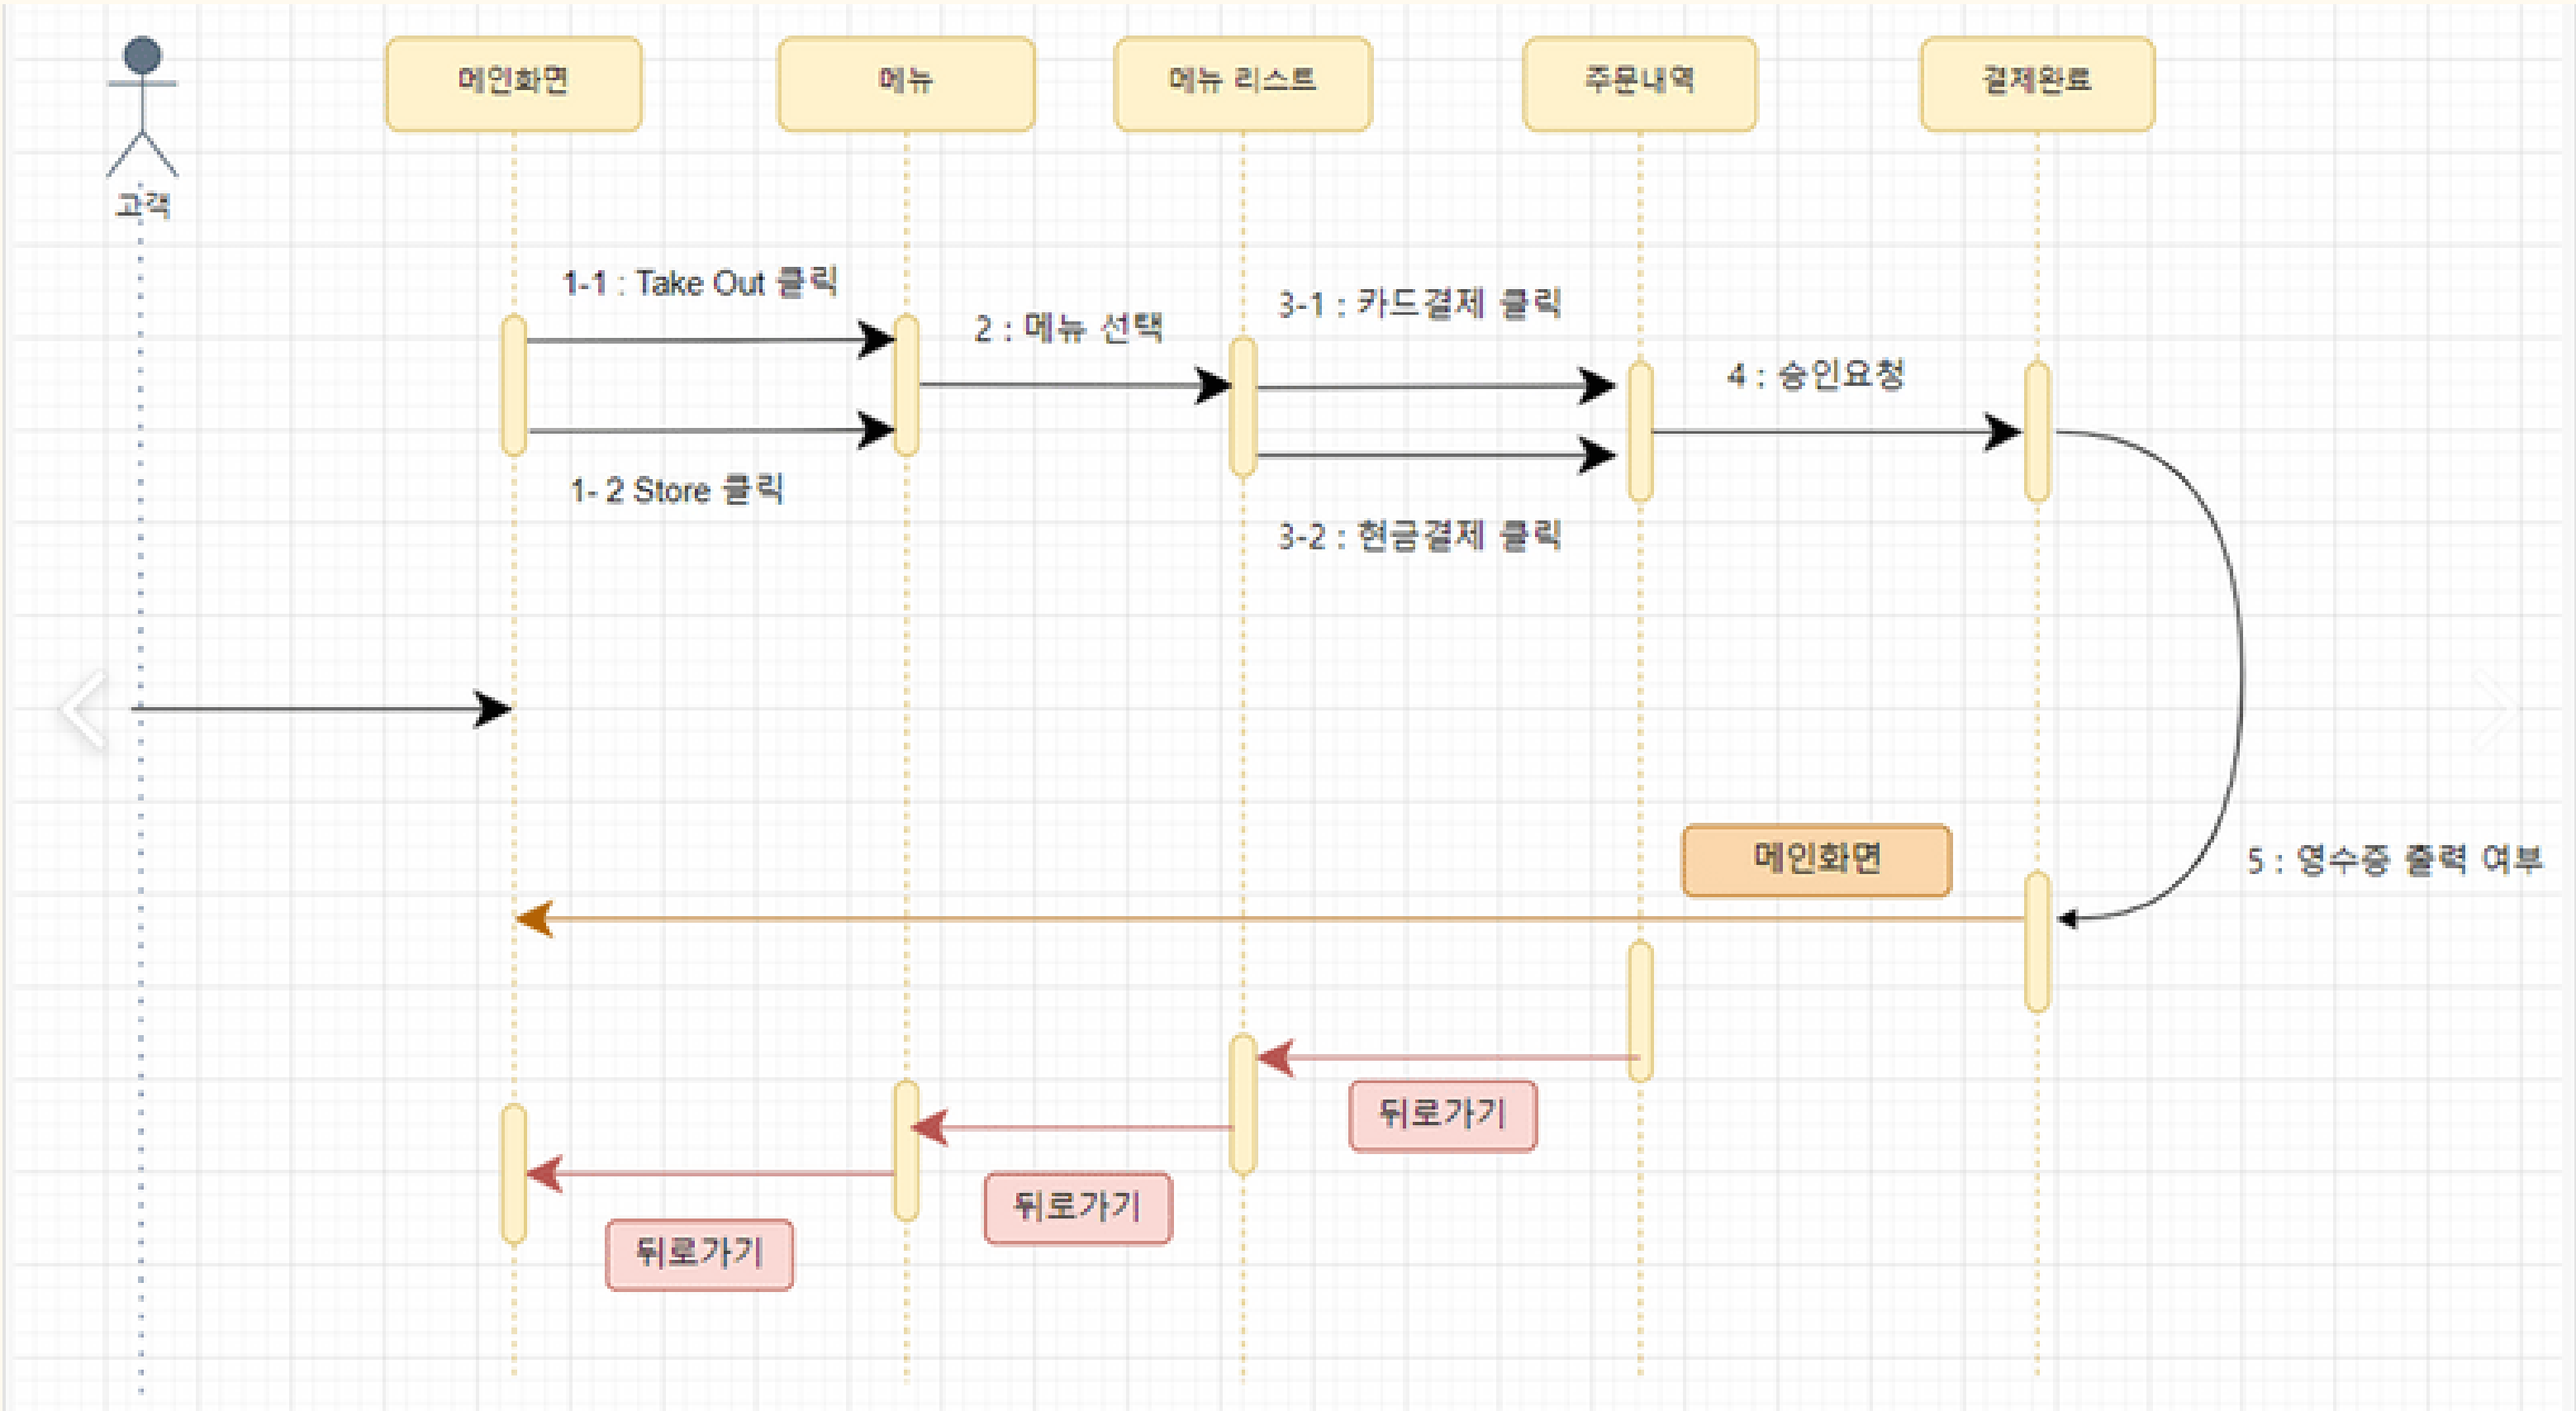 메인화면
메뉴
메뉴 리스트
주문내역
결제완료
고객
1-1 : Take Out 클릭
2 : 메뉴 선택
3-1 : 카드결제 클릭
4 : 승인요청
1- 2 Store 클릭
3-2 : 현금결제 클릭
메인화면
5 : 영수증 출력 여부
뒤로가기
뒤로가기
뒤로가기